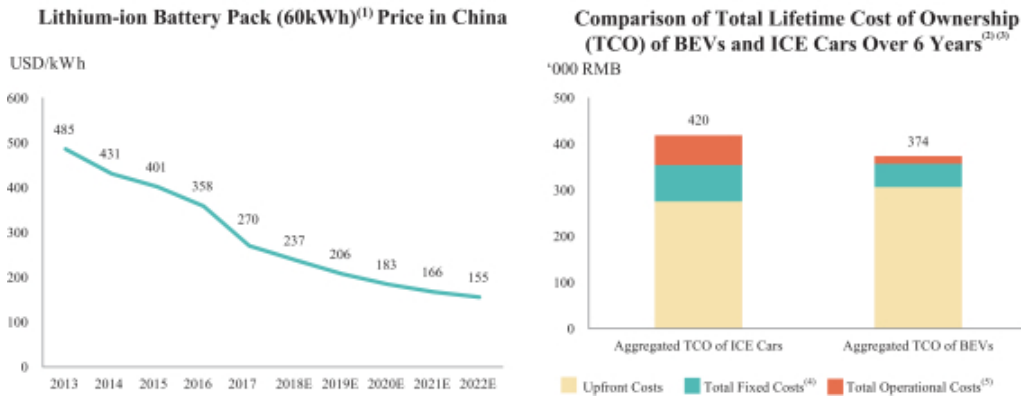 Lithium-ion Battery Pack (60kWh)(1) Price in China
USD/kWh
600
500
400
300
200
100
0
485
431
401
358
270
237
206
183
166
155
2013 2014 2015 2016 2017 2018E 2019E 2020E 2021E 2022E
Comparison of Total Lifetime Cost of Ownership
(TCO) of BEVs and ICE Cars Over 6 Years(2) (3)
‘000 RMB
500
400
300
200
100
0
420
374
Aggregated TCO of ICE Cars
Aggregated TCO of BEVs
Upfront Costs
Total Fixed Costs(4)
Total Operational Costs(5)